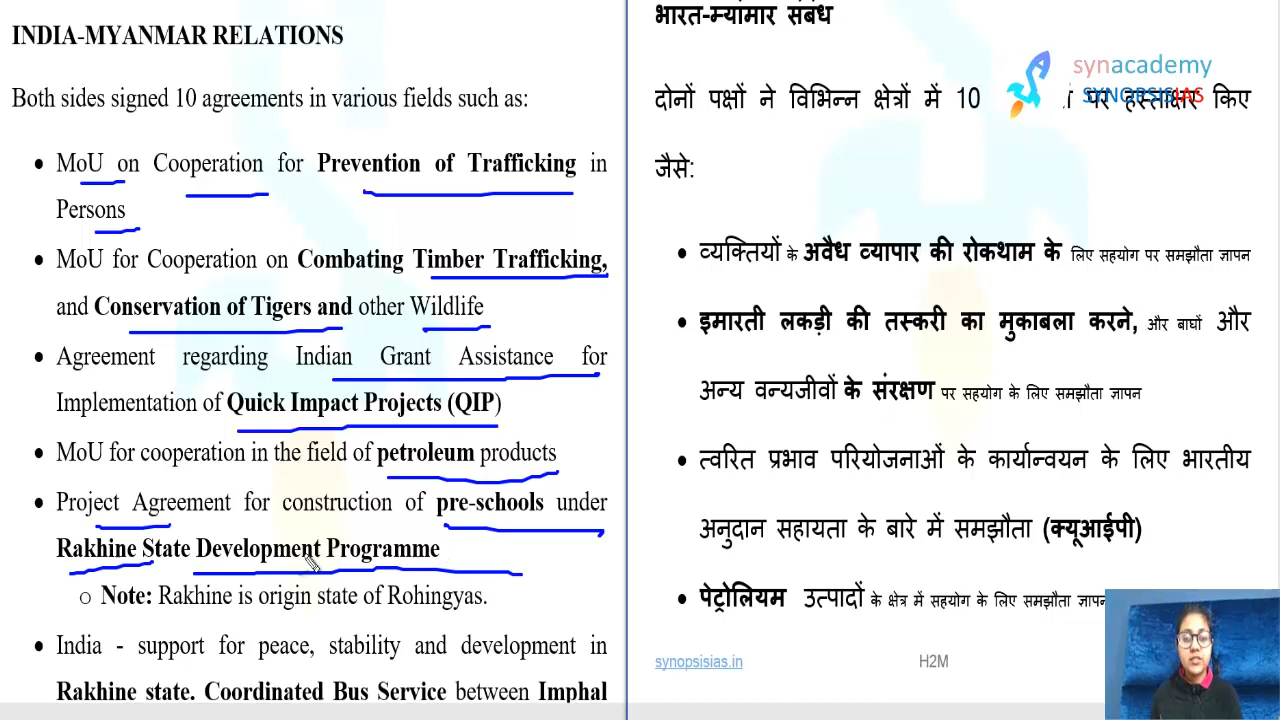 INDIA-MYANMAR RELATIONS
Both sides signed 10 agreements in various fields such as:
• MoU on Cooperation for Prevention of Trafficking in
Persons
• MoU for Cooperation on Combating Timber Trafficking,
and Conservation of Tigers and other Wildlife
• Agreement regarding Indian Grant Assistance for
Implementation of Quick Impact Projects (QIP)
• MoU for cooperation in the field of petroleum products
• Project Agreement for construction of pre-schools under
Rakhine State Development Programme
o Note: Rakhine is origin state of Rohingyas.
• India - support for peace, stability and development in
Rakhine state. Coordinated Bus Service between Imphal
भारत-म्यांमार संबंध
synacademy
SYNOPSISIAS
दोनों पक्षों ने विभिन्न क्षेत्रों में 10 पर हस्ताक्षर किए
जैसे:
• व्यक्तियों के अवैध व्यापार की रोकथाम के लिए सहयोग पर समझौता ज्ञापन
• इमारती लकड़ी की तस्करी का मुकाबला करने, और बाघों और
अन्य वन्यजीवों के संरक्षण पर सहयोग के लिए समझौता ज्ञापन
• त्वरित प्रभाव परियोजनाओं के कार्यान्वयन के लिए भारतीय
अनुदान सहायता के बारे में समझौता (क्यूआईपी)
• पेट्रोलियम उत्पादों के क्षेत्र में सहयोग के लिए समझौता ज्ञापन
synopsisias.in
H2M